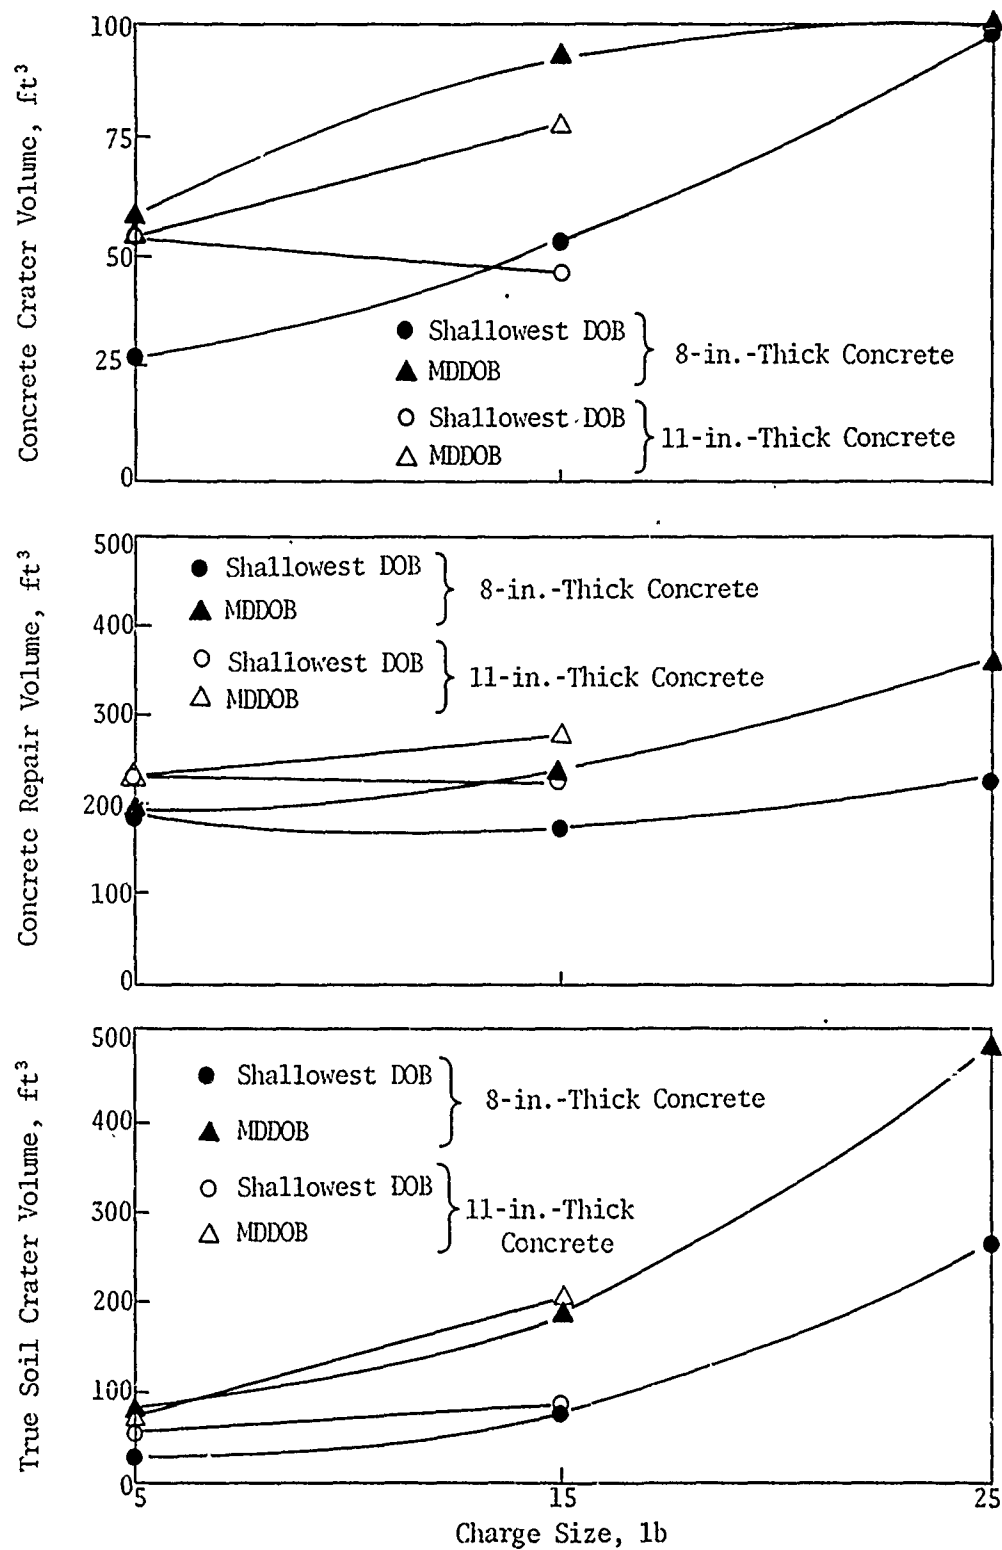 Concrete Crater Volume, ft³
100
75
50
25
0
Shallowest DOB
MDDOB
8-in.-Thick Concrete
Shallowest DOB
MDDOB
11-in.-Thick Concrete
Concrete Repair Volume, ft³
500
400
300
200
100
0
Shallowest DOB
MDDOB
8-in.-Thick Concrete
Shallowest DOB
MDDOB
11-in.-Thick Concrete
True Soil Crater Volume, ft³
500
400
300
200
100
0
Shallowest DOB
MDDOB
8-in.-Thick Concrete
Shallowest DOB
MDDOB
11-in.-Thick
Concrete
5
15
25
Charge Size, lb